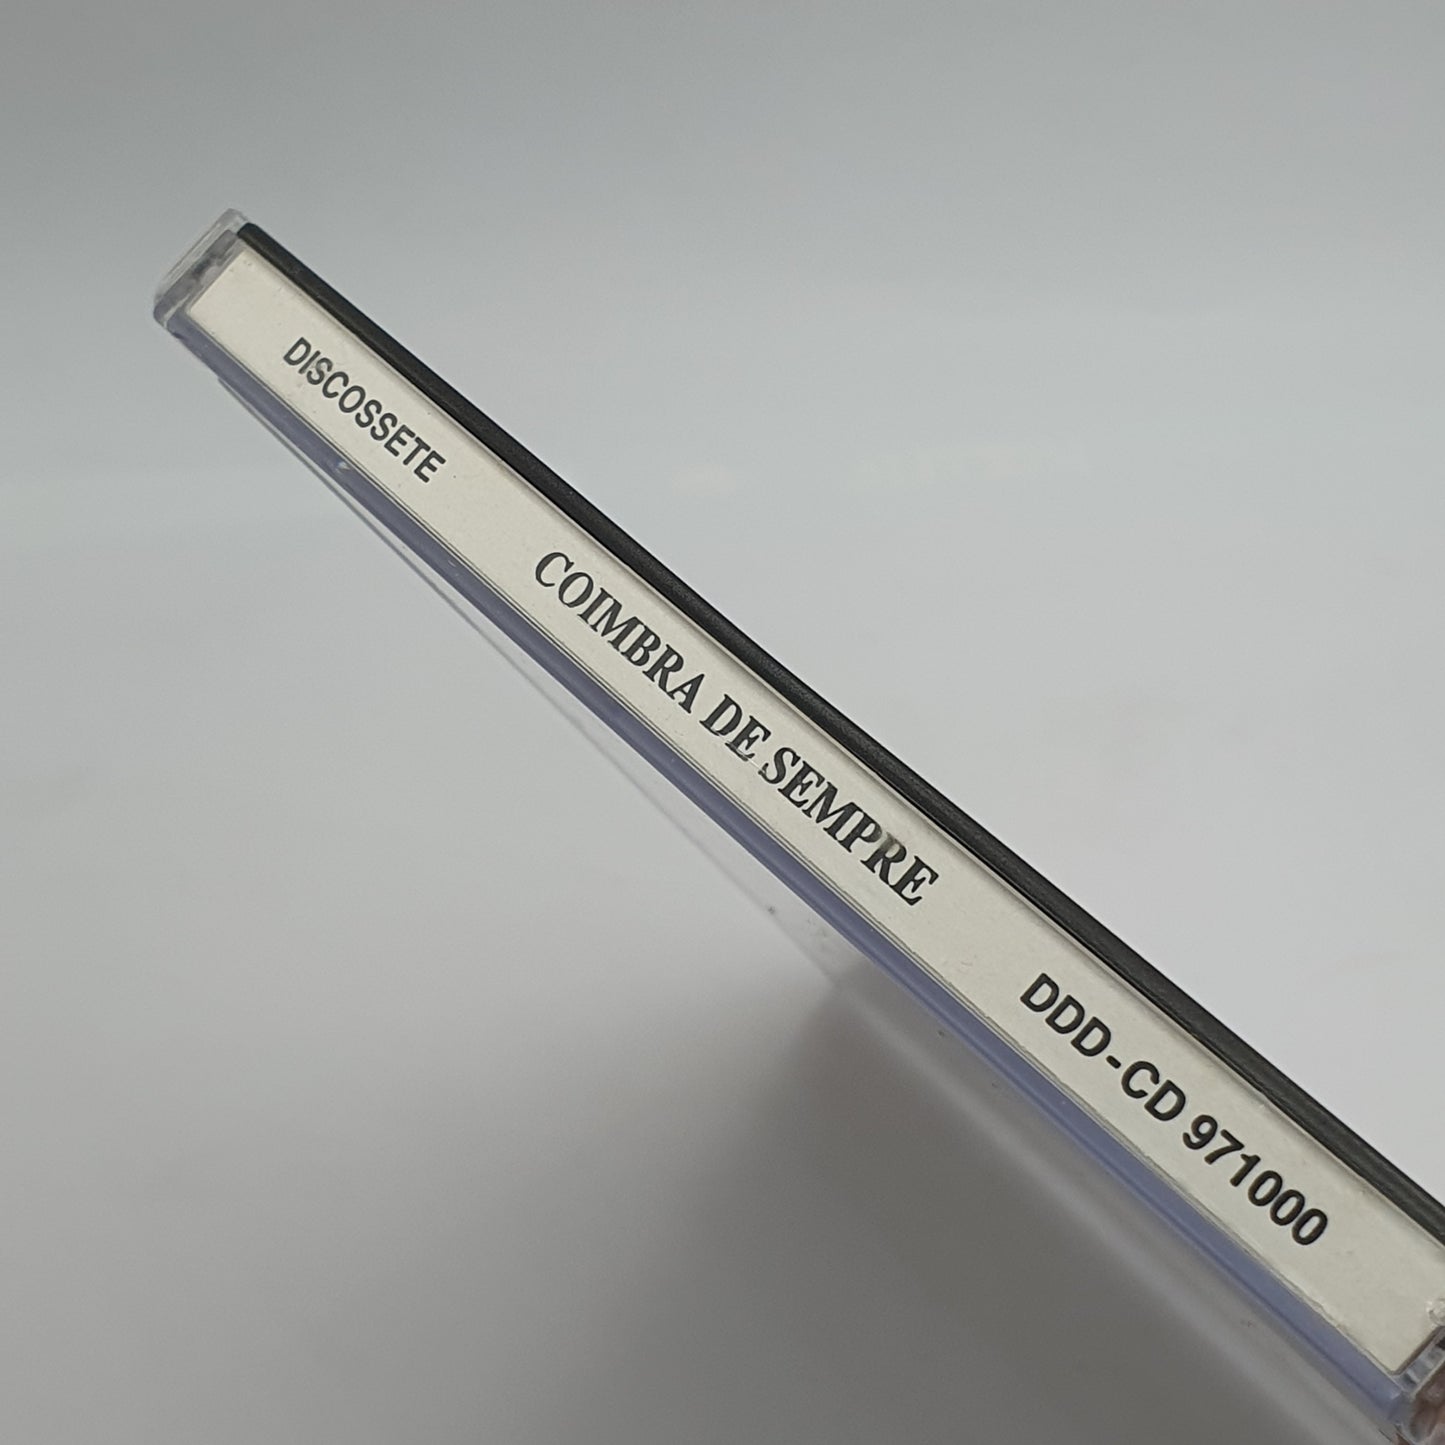 DISCOSSETE COIMBRA DE SEMPRE DDD-CD 971000